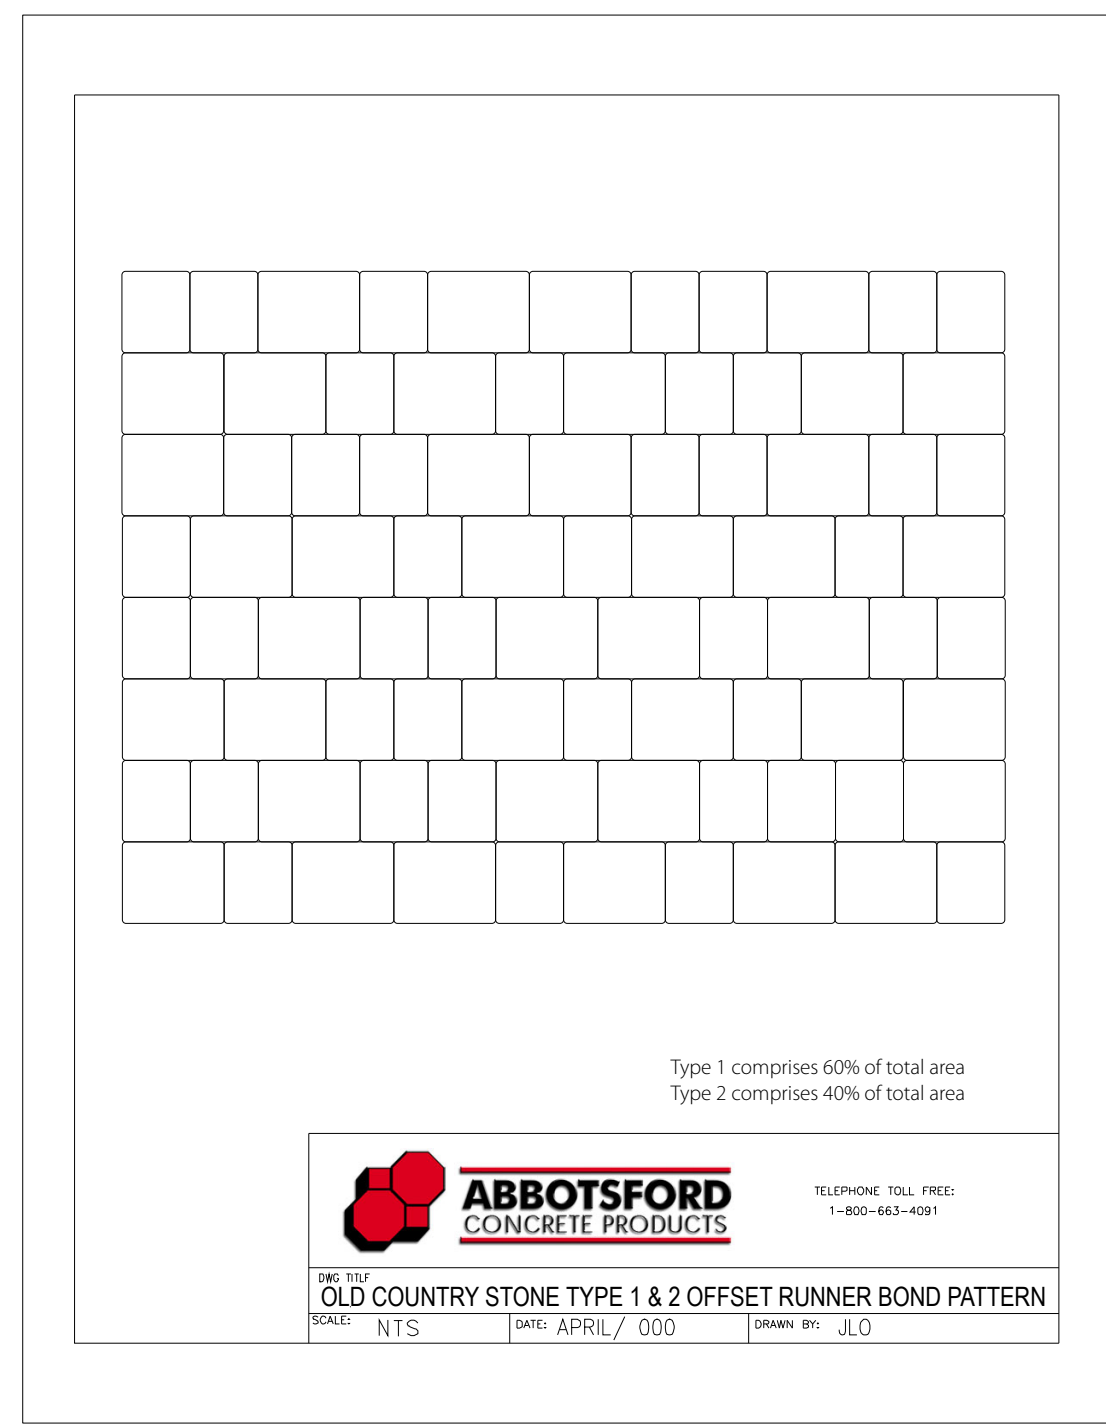 Type 1 comprises 60% of total area
Type 2 comprises 40% of total area
ABBOTSFORD
CONCRETE PRODUCTS
TELEPHONE TOLL FREE:
1-800-663-4091
DWG TITLE
OLD COUNTRY STONE TYPE 1 & 2 OFFSET RUNNER BOND PATTERN
SCALE: NTS
DATE: APRIL/ 000
DRAWN BY: JLO